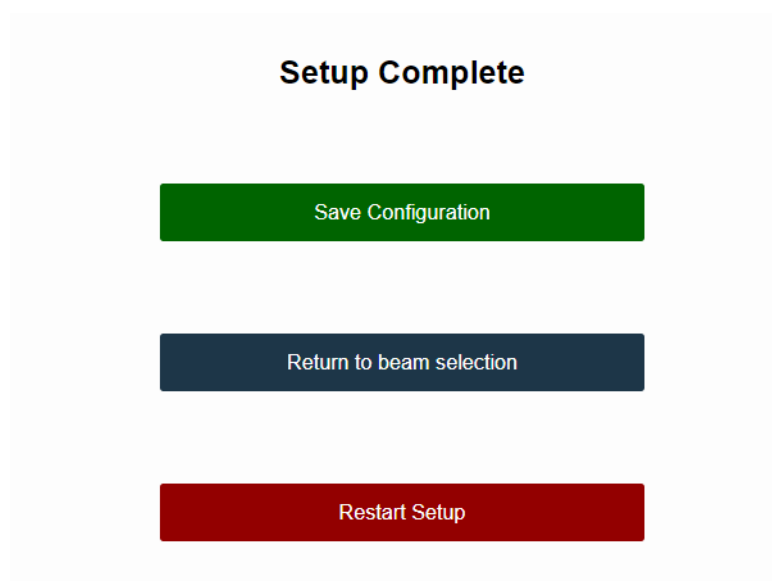 Setup Complete
Save Configuration
Return to beam selection
Restart Setup